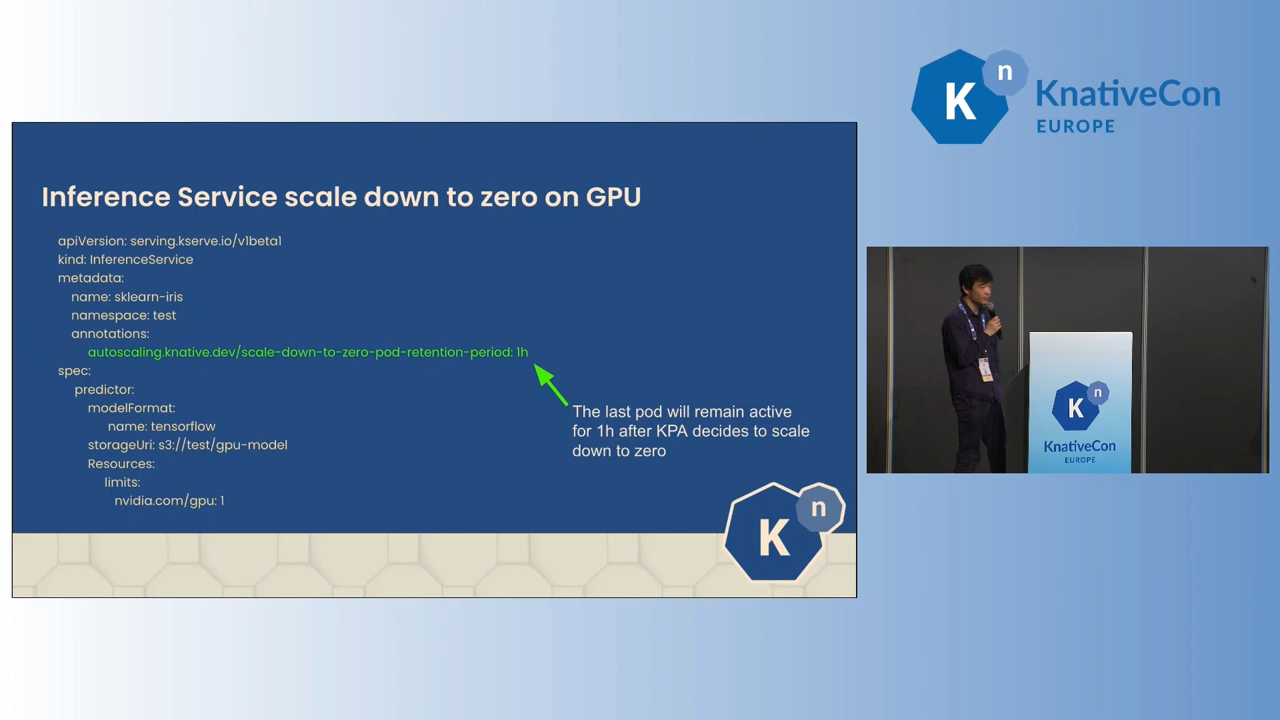 K
n
KnativeCon
EUROPE
Inference Service scale down to zero on GPU
apiVersion: serving.kserve.io/v1beta1
kind: InferenceService
metadata:
name: sklearn-iris
namespace: test
annotations:
autoscaling.knative.dev/scale-down-to-zero-pod-retention-period: 1h
spec:
predictor:
modelFormat:
name: tensorflow
storageUri: s3://test/gpu-model
Resources:
limits:
nvidia.com/gpu: 1
The last pod will remain active
for 1h after KPA decides to scale
down to zero
K
n
K
n
KnativeCon
EUROPE